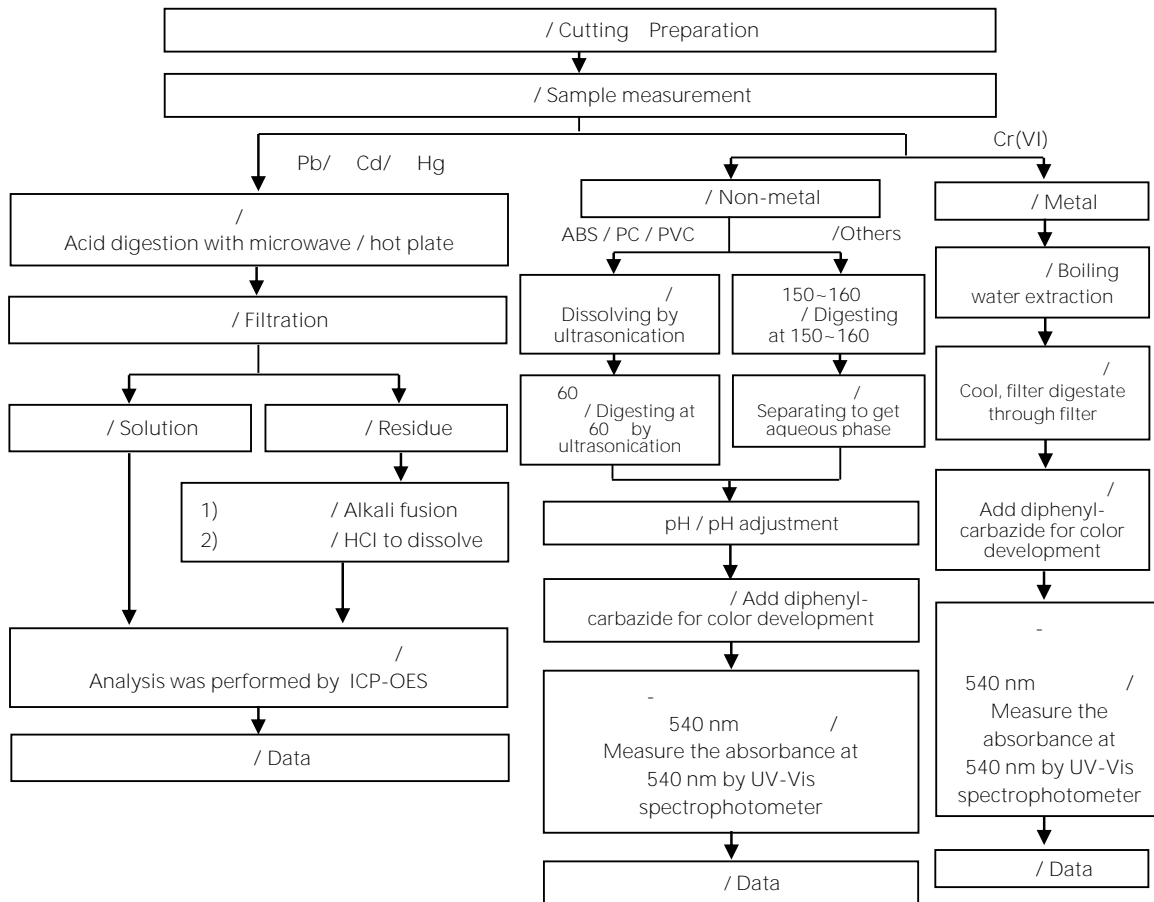 / Cutting Preparation
/ Sample measurement
Pb/ Cd/ Hg
Cr(VI)
/
Acid digestion with microwave / hot plate
/ Filtration
/ Solution
/ Residue
1) / Alkali fusion
2) / HCl to dissolve
/
Analysis was performed by ICP-OES
/ Data
/ Non-metal
ABS / PC / PVC
/Others
/
Dissolving by
ultrasonication
150~160
/ Digesting
at 150~160
60
/ Digesting at
60 by
ultrasonication
/
Separating to get
aqueous phase
pH / pH adjustment
/ Add diphenyl-
carbazide for color development
-
540 nm /
Measure the absorbance at
540 nm by UV-Vis
spectrophotometer
/ Data
/ Metal
/ Boiling
water extraction
/
Cool, filter digestate
through filter
/
Add diphenyl-
carbazide for color
development
-
540 nm /
Measure the
absorbance at
540 nm by UV-Vis
spectrophotometer
/ Data